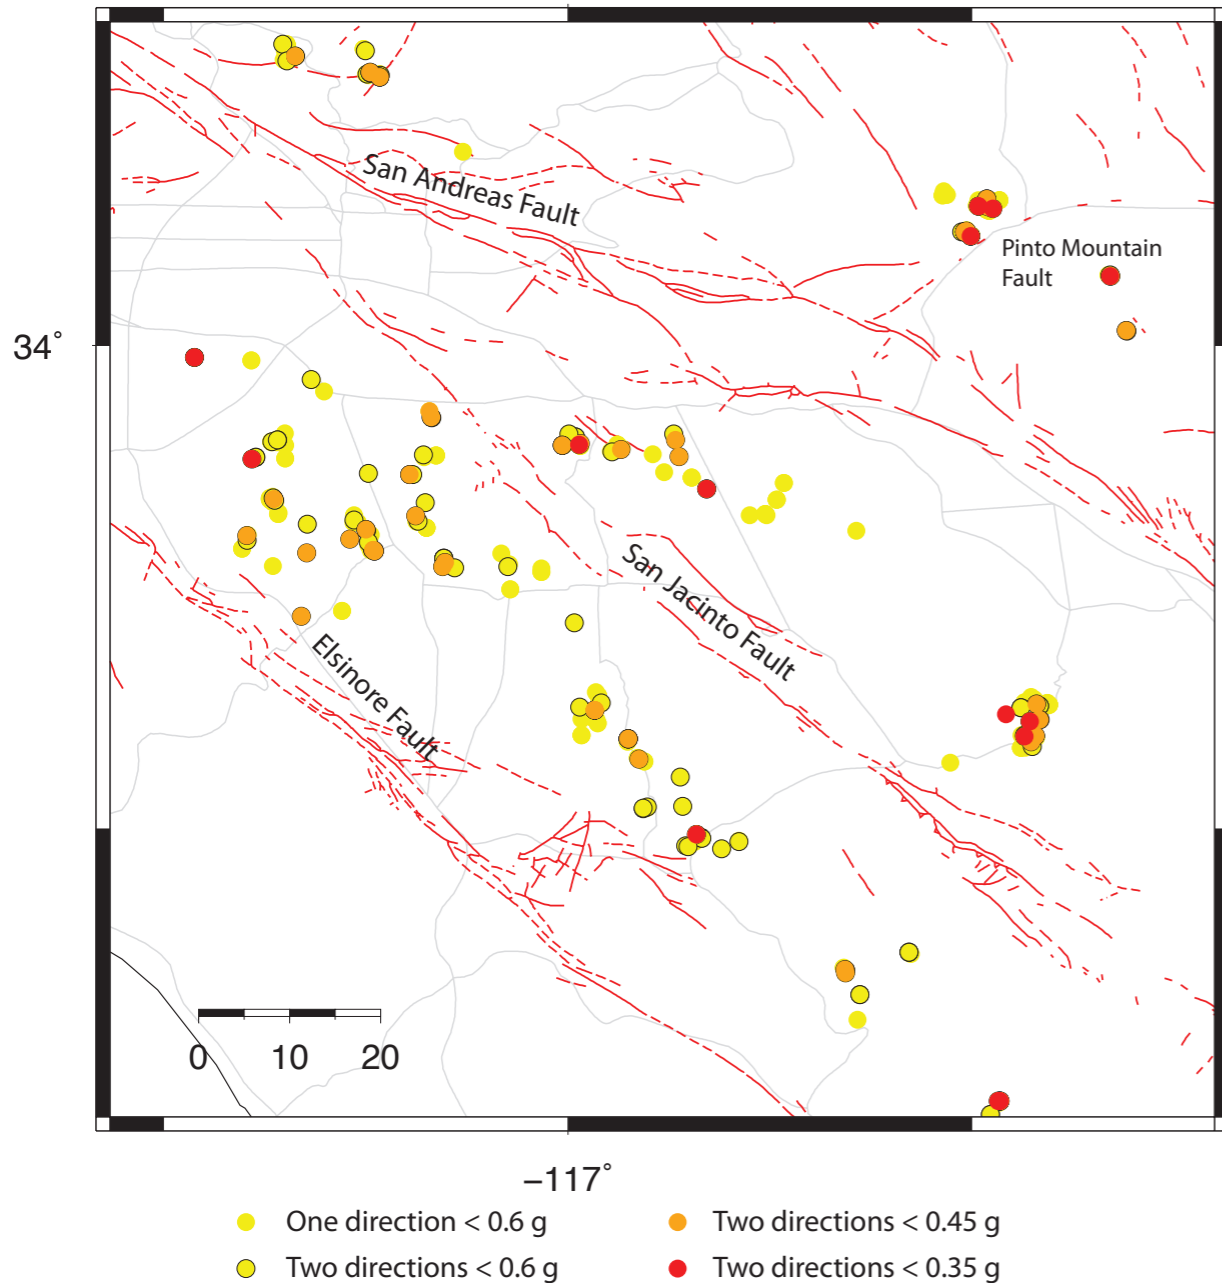 San Andreas Fault
Pinto Mountain
Fault
34°
San Jacinto Fault
Elsinore Fault
0 10 20
−117°
One direction < 0.6 g
Two directions < 0.45 g
Two directions < 0.6 g
Two directions < 0.35 g